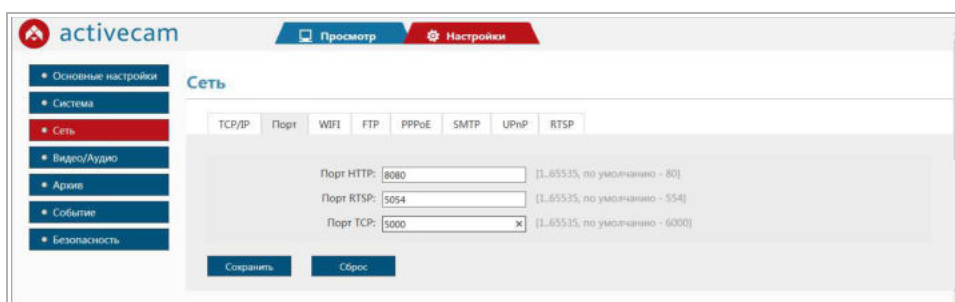 activecam
Просмотр
Настройки
Основные настройки
Система
Сеть
Видео/Аудио
Архив
Событие
Безопасность
Сеть
TCP/IP Порт WIFI FTP PPPoE SMTP UPnP RTSP
Порт HTTP: 8080 [1..65535, по умолчанию - 80]
Порт RTSP: 5054 [1..65535, по умолчанию - 554]
Порт TCP: 5000 [1..65535, по умолчанию - 6000]
Сохранить Сброс